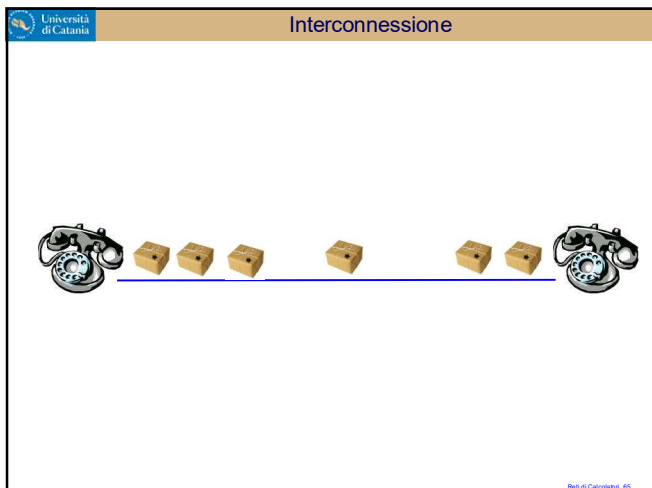 Università
di Catania
Interconnessione
Reti di Calcolatori 65